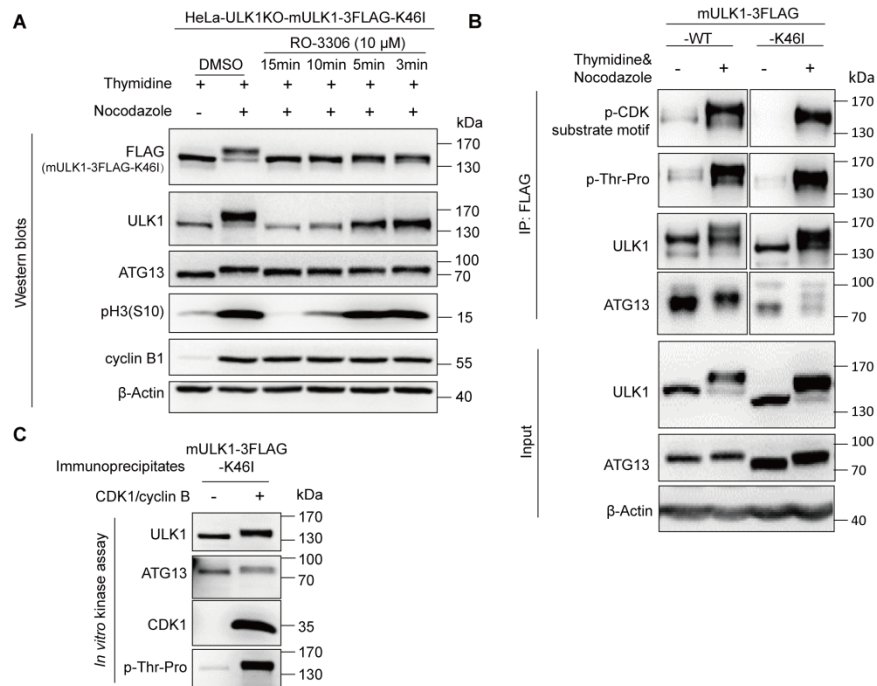 A
HeLa-ULK1KO-mULK1-3FLAG-K46I
RO-3306 (10 μM)
DMSO 15min 10min 5min 3min
Thymidine + + + + + +
Nocodazole - + + + + +
kDa
Western blots
FLAG
(mULK1-3FLAG-K46I)
170
130
ULK1
170
130
ATG13
100
70
pH3(S10)
15
cyclin B1
55
β-Actin
40
B
mULK1-3FLAG
-WT -K46I
Thymidine&
Nocodazole - + - +
kDa
IP: FLAG
p-CDK
substrate motif
170
130
p-Thr-Pro
170
130
ULK1
170
130
ATG13
100
70
Input
ULK1
170
130
ATG13
100
70
β-Actin
40
C
mULK1-3FLAG
Immunoprecipitates -K46I
CDK1/cyclin B - +
kDa
In vitro kinase assay
ULK1
170
130
ATG13
100
70
CDK1
35
p-Thr-Pro
170
130